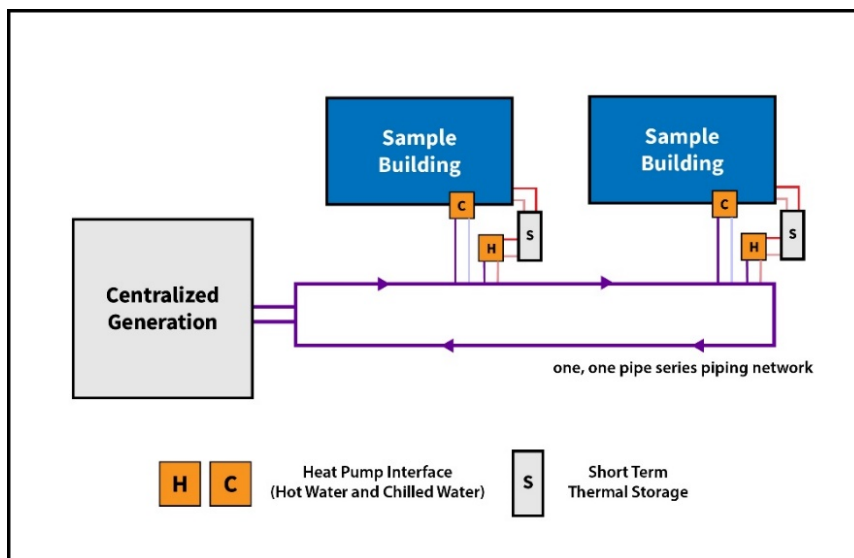 Sample
Building
Sample
Building
C
C
S
S
H
H
Centralized
Generation
one, one pipe series piping network
H
C
Heat Pump Interface
(Hot Water and Chilled Water)
S
Short Term
Thermal Storage